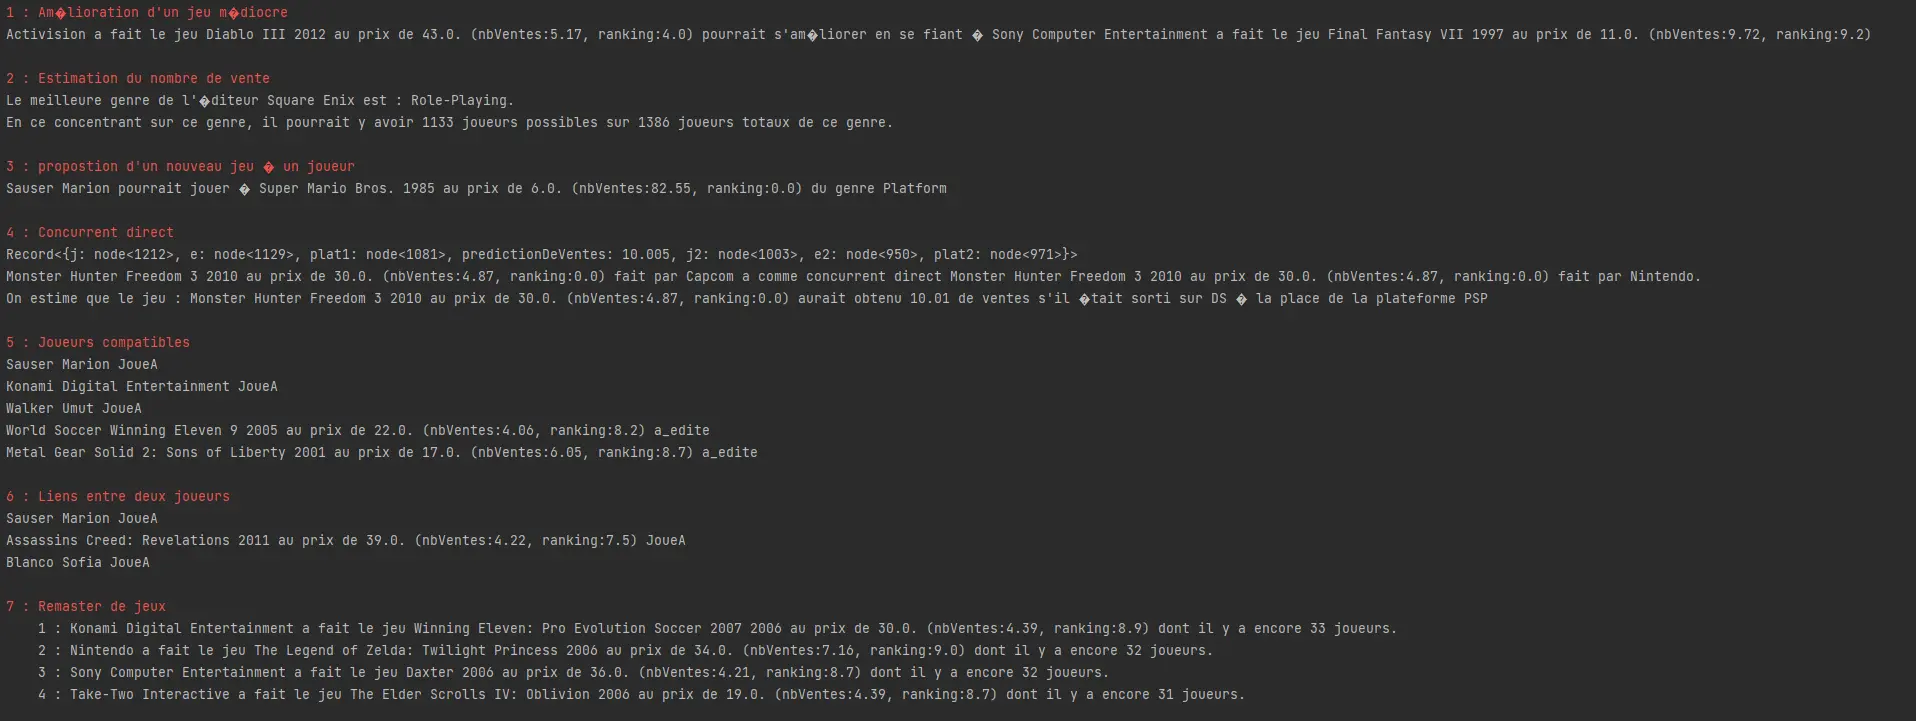 1 : Am�lioration d'un jeu m�diocre
Activision a fait le jeu Diablo III 2012 au prix de 43.0. (nbVentes:5.17, ranking:4.0) pourrait s'am�liorer en se fiant � Sony Computer Entertainment a fait le jeu Final Fantasy VII 1997 au prix de 11.0. (nbVentes:9.72, ranking:9.2)
2 : Estimation du nombre de vente
Le meilleure genre de l'�diteur Square Enix est : Role-Playing.
En ce concentrant sur ce genre, il pourrait y avoir 1133 joueurs possibles sur 1386 joueurs totaux de ce genre.
3 : propostion d'un nouveau jeu � un joueur
Sauser Marion pourrait jouer � Super Mario Bros. 1985 au prix de 6.0. (nbVentes:82.55, ranking:0.0) du genre Platform
4 : Concurrent direct
Record<{j: node<1212>, e: node<1129>, plat1: node<1081>, predictionDeVentes: 10.005, j2: node<1003>, e2: node<950>, plat2: node<971>}>
Monster Hunter Freedom 3 2010 au prix de 30.0. (nbVentes:4.87, ranking:0.0) fait par Capcom a comme concurrent direct Monster Hunter Freedom 3 2010 au prix de 30.0. (nbVentes:4.87, ranking:0.0) fait par Nintendo.
On estime que le jeu : Monster Hunter Freedom 3 2010 au prix de 30.0. (nbVentes:4.87, ranking:0.0) aurait obtenu 10.01 de ventes s'il �tait sorti sur DS � la place de la plateforme PSP
5 : Joueurs compatibles
Sauser Marion JoueA
Konami Digital Entertainment JoueA
Walker Umut JoueA
World Soccer Winning Eleven 9 2005 au prix de 22.0. (nbVentes:4.06, ranking:8.2) a_edite
Metal Gear Solid 2: Sons of Liberty 2001 au prix de 17.0. (nbVentes:6.05, ranking:8.7) a_edite
6 : Liens entre deux joueurs
Sauser Marion JoueA
Assassins Creed: Revelations 2011 au prix de 39.0. (nbVentes:4.22, ranking:7.5) JoueA
Blanco Sofia JoueA
7 : Remaster de jeux
1 : Konami Digital Entertainment a fait le jeu Winning Eleven: Pro Evolution Soccer 2007 2006 au prix de 30.0. (nbVentes:4.39, ranking:8.9) dont il y a encore 33 joueurs.
2 : Nintendo a fait le jeu The Legend of Zelda: Twilight Princess 2006 au prix de 34.0. (nbVentes:7.16, ranking:9.0) dont il y a encore 32 joueurs.
3 : Sony Computer Entertainment a fait le jeu Daxter 2006 au prix de 36.0. (nbVentes:4.21, ranking:8.7) dont il y a encore 32 joueurs.
4 : Take-Two Interactive a fait le jeu The Elder Scrolls IV: Oblivion 2006 au prix de 19.0. (nbVentes:4.39, ranking:8.7) dont il y a encore 31 joueurs.